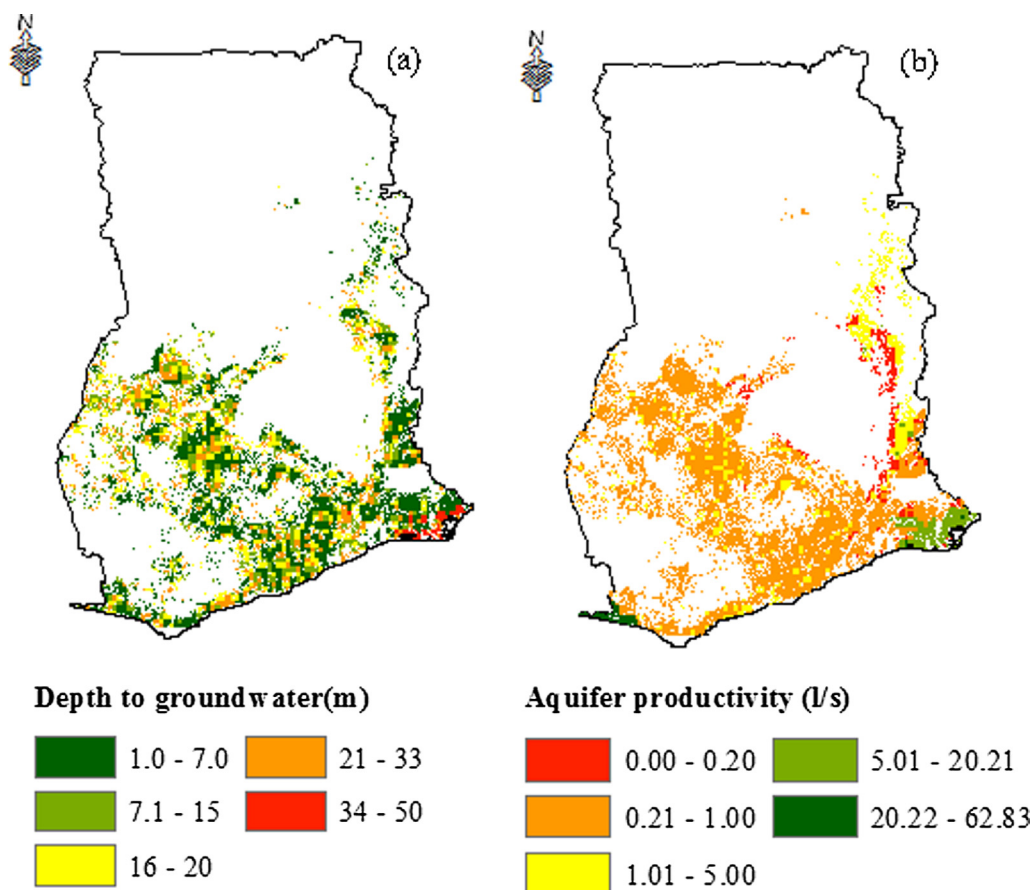 N
(a)
N
(b)
Depth to groundwater(m)
1.0 - 7.0
21 - 33
7.1 - 15
34 - 50
16 - 20
Aquifer productivity (l/s)
0.00 - 0.20
5.01 - 20.21
0.21 - 1.00
20.22 - 62.83
1.01 - 5.00